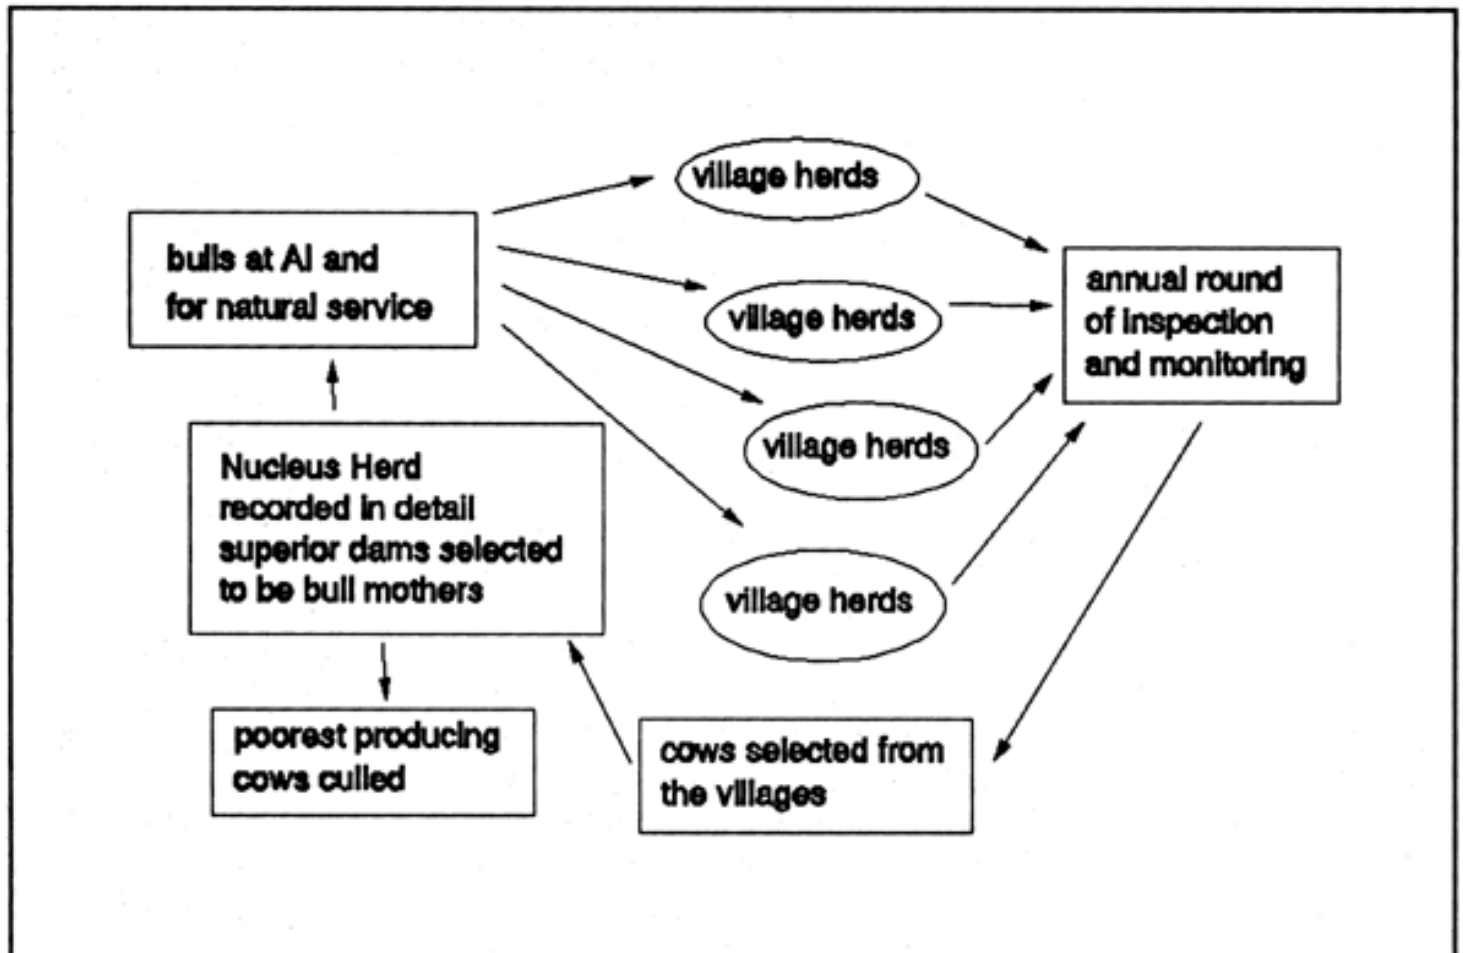 village herds
bulls at AI and
for natural service
annual round
of inspection
and monitoring
village herds
village herds
Nucleus Herd
recorded in detail
superior dams selected
to be bull mothers
village herds
poorest producing
cows culled
cows selected from
the villages